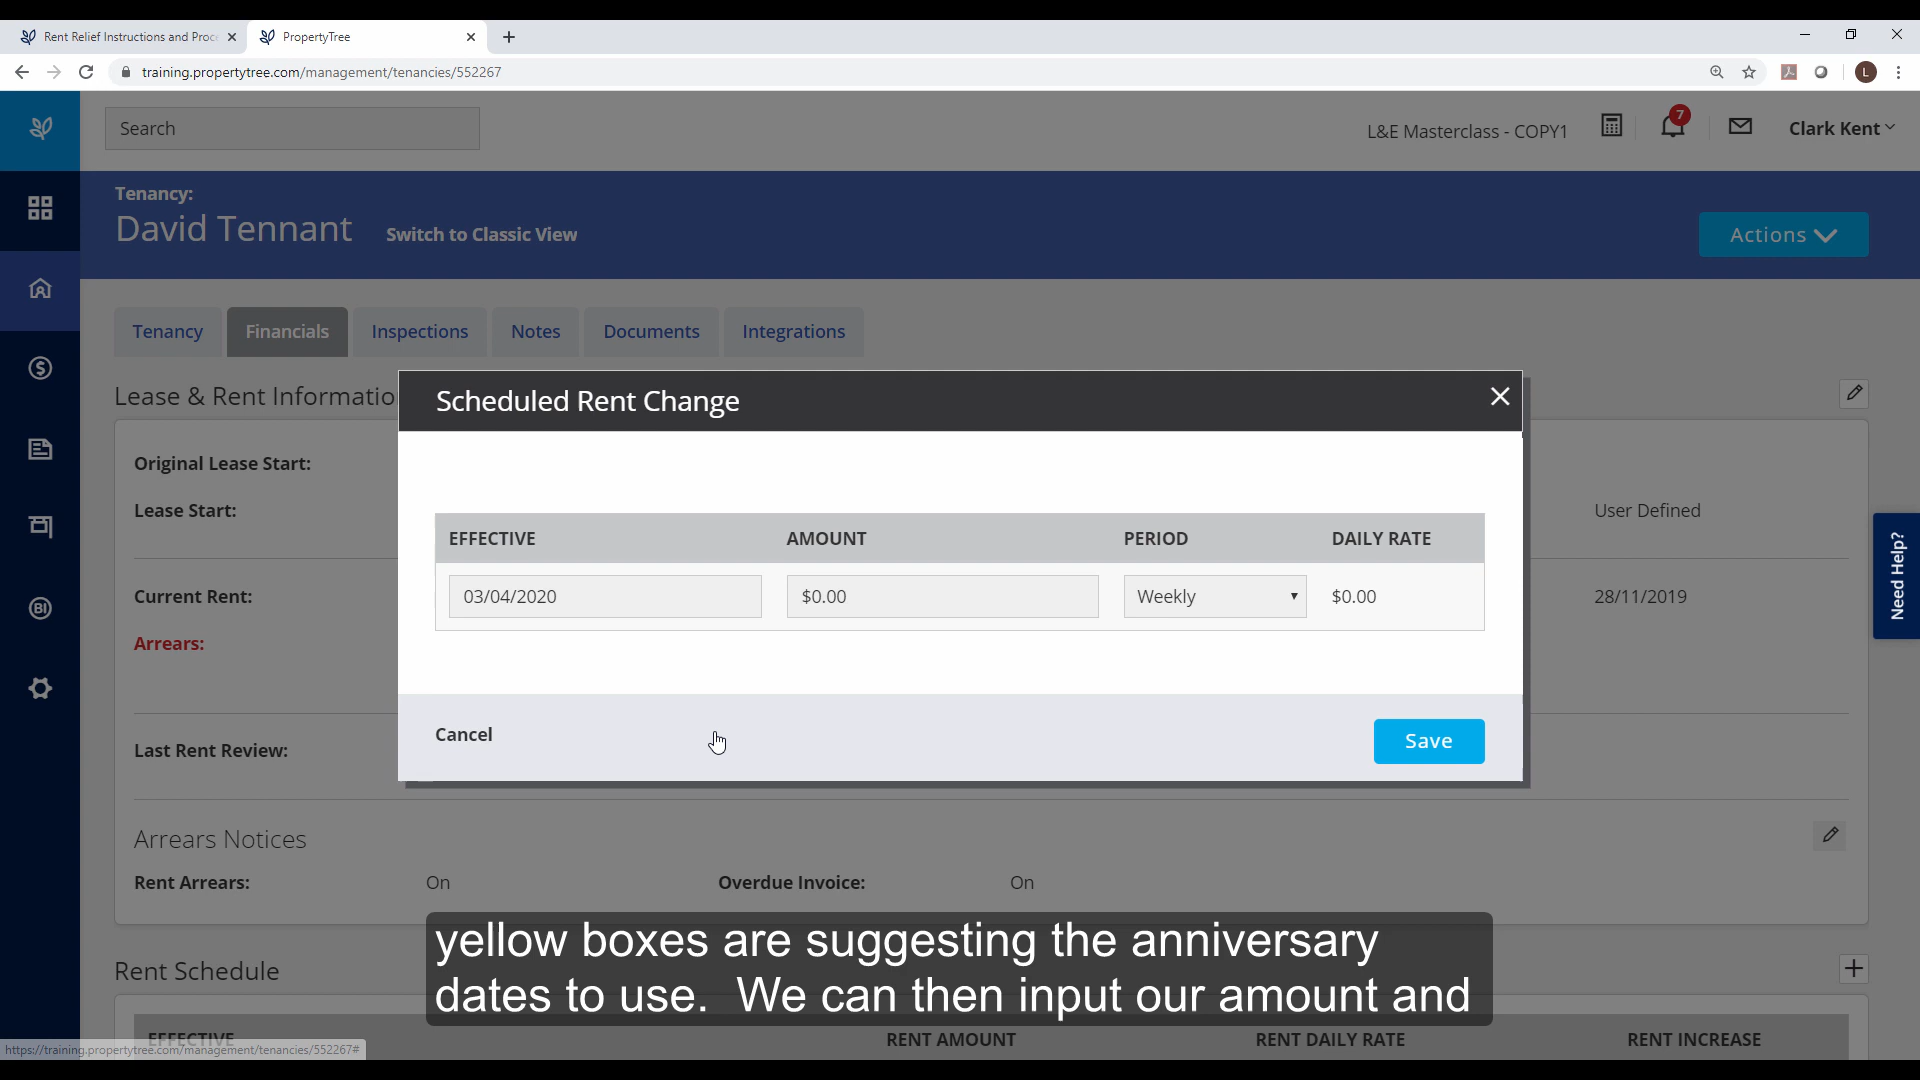 Rent Relief Instructions and Proc
PropertyTree
training.propertytree.com/management/tenancies/552267
L
Search
L&E Masterclass - COPY1
7
Clark Kent
Tenancy:
David Tennant
Switch to Classic View
Actions
Tenancy
Financials
Inspections
Notes
Documents
Integrations
Lease & Rent Informatio
Scheduled Rent Change
Original Lease Start:
Lease Start:
User Defined
EFFECTIVE AMOUNT PERIOD DAILY RATE
03/04/2020 $0.00 Weekly $0.00
Current Rent:
28/11/2019
Need Help?
BI
Arrears:
Cancel
Save
Last Rent Review:
Arrears Notices
Rent Arrears: On Overdue Invoice: On
yellow boxes are suggesting the anniversary
dates to use. We can then input our amount and
Rent Schedule
EFFECTIVE RENT AMOUNT RENT DAILY RATE RENT INCREASE
https://training.propertytree.com/management/tenancies/552267#